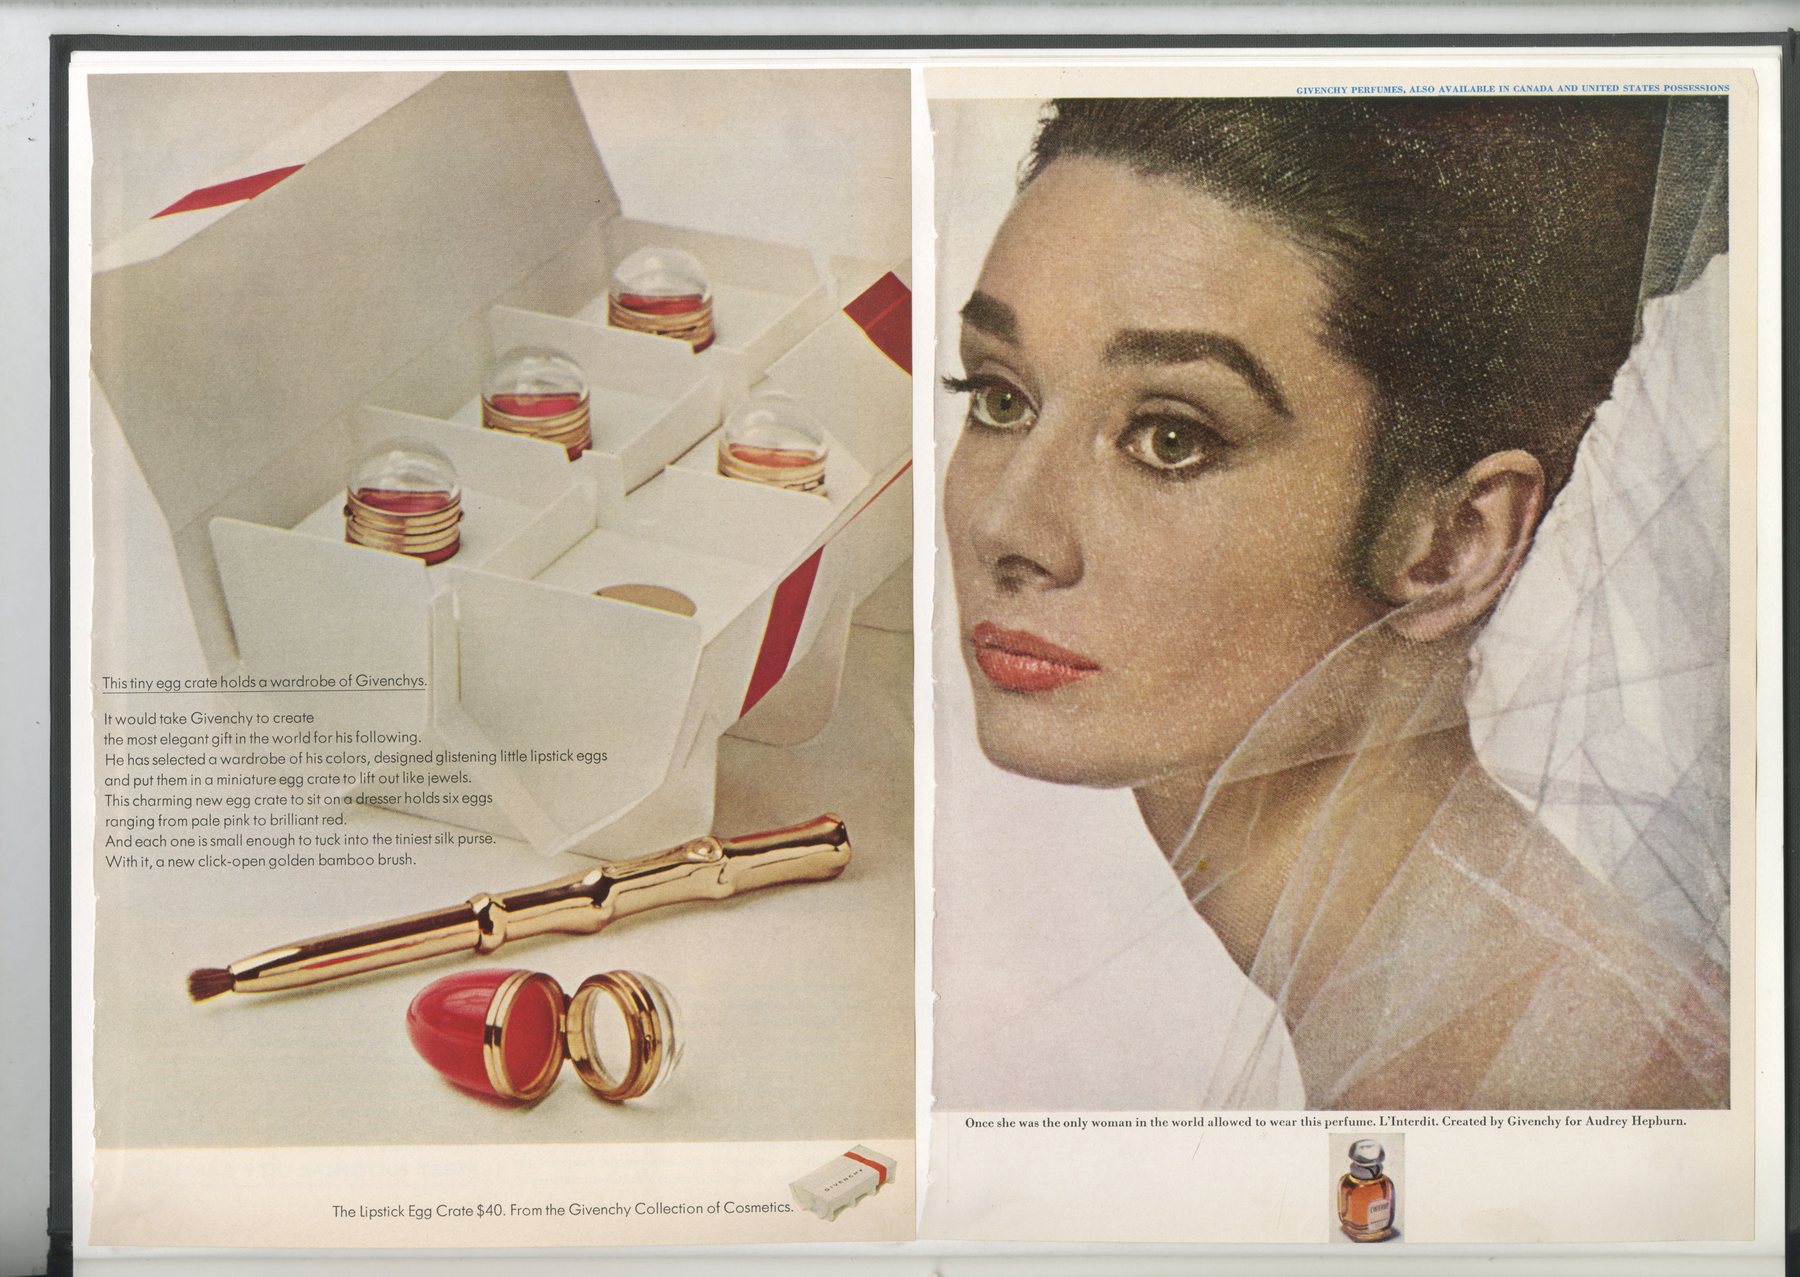 This tiny egg crate holds a wardrobe of Givenchys.
It would take Givenchy to create
the most elegant gift in the world for his following.
He has selected a wardrobe of his colors, designed glistening little lipstick eggs
and put them in a miniature egg crate to lift out like jewels.
This charming new egg crate to sit on a dresser holds six eggs
ranging from pale pink to brilliant red.
And each one is small enough to tuck into the tiniest silk purse.
With it, a new click-open golden bamboo brush.
The Lipstick Egg Crate $40. From the Givenchy Collection of Cosmetics.
GIVENCHY
GIVENCHY PERFUMES, ALSO AVAILABLE IN CANADA AND UNITED STATES POSSESSIONS
Once she was the only woman in the world allowed to wear this perfume. L'Interdit. Created by Givenchy for Audrey Hepburn.
L'INTERDIT